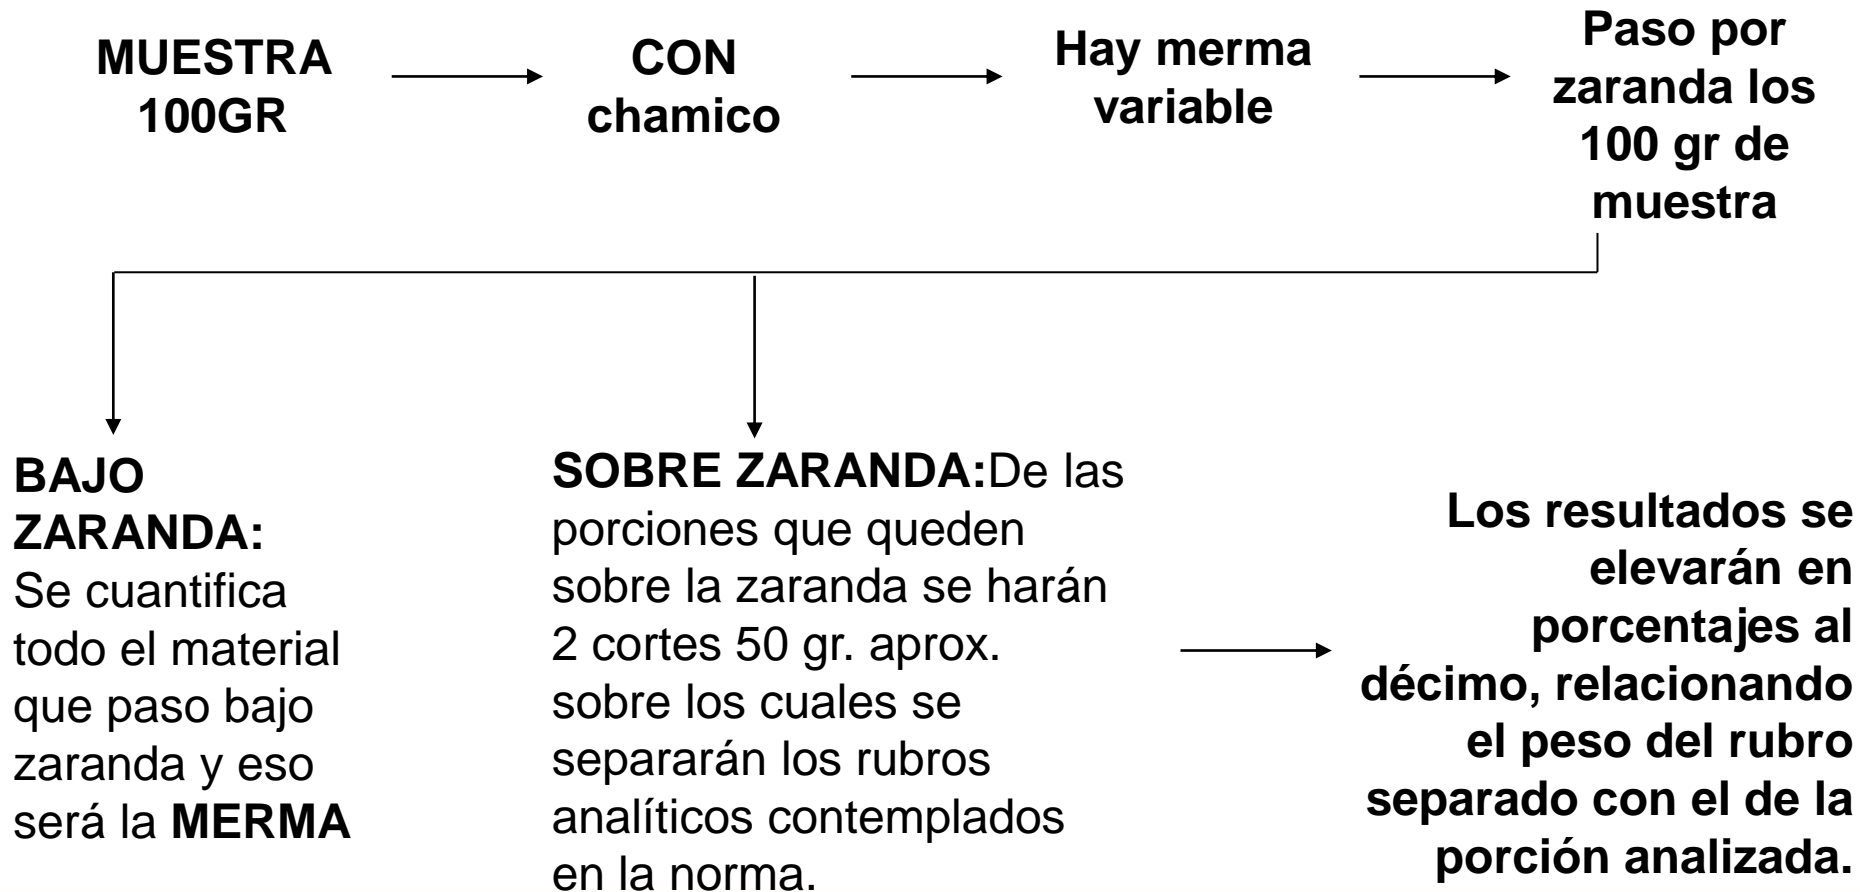 MUESTRA
100GR
CON
chamico
Hay merma
variable
Paso por
zaranda los
100 gr de
muestra
BAJO
ZARANDA:
Se cuantifica
todo el material
que paso bajo
zaranda y eso
será la MERMA
SOBRE ZARANDA:De las
porciones que queden
sobre la zaranda se harán
2 cortes 50 gr. aprox.
sobre los cuales se
separarán los rubros
analíticos contemplados
en la norma.
Los resultados se
elevarán en
porcentajes al
décimo, relacionando
el peso del rubro
separado con el de la
porción analizada.